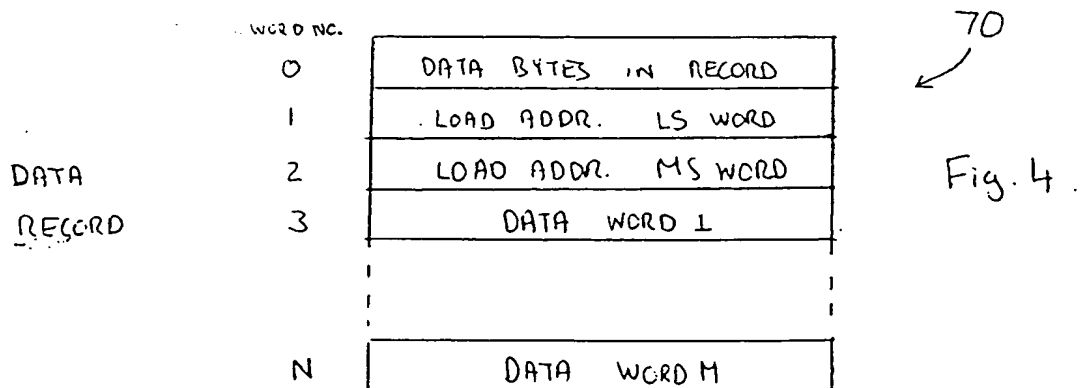 WORD NO.
70
0 DATA BYTES IN RECORD
1 LOAD ADDR. LS WORD
DATA 2 LOAD ADDR. MS WORD
Fig. 4.
RECORD 3 DATA WORD 1
N DATA WORD M